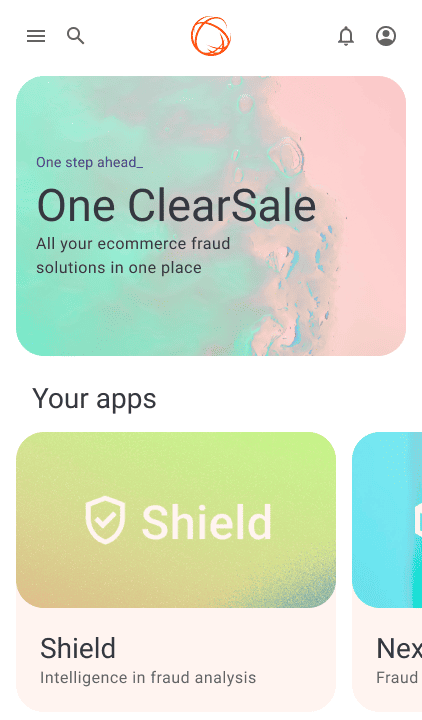 One step ahead_
One ClearSale
All your ecommerce fraud
solutions in one place
Your apps
Shield
Shield
Intelligence in fraud analysis
Nex
Fraud